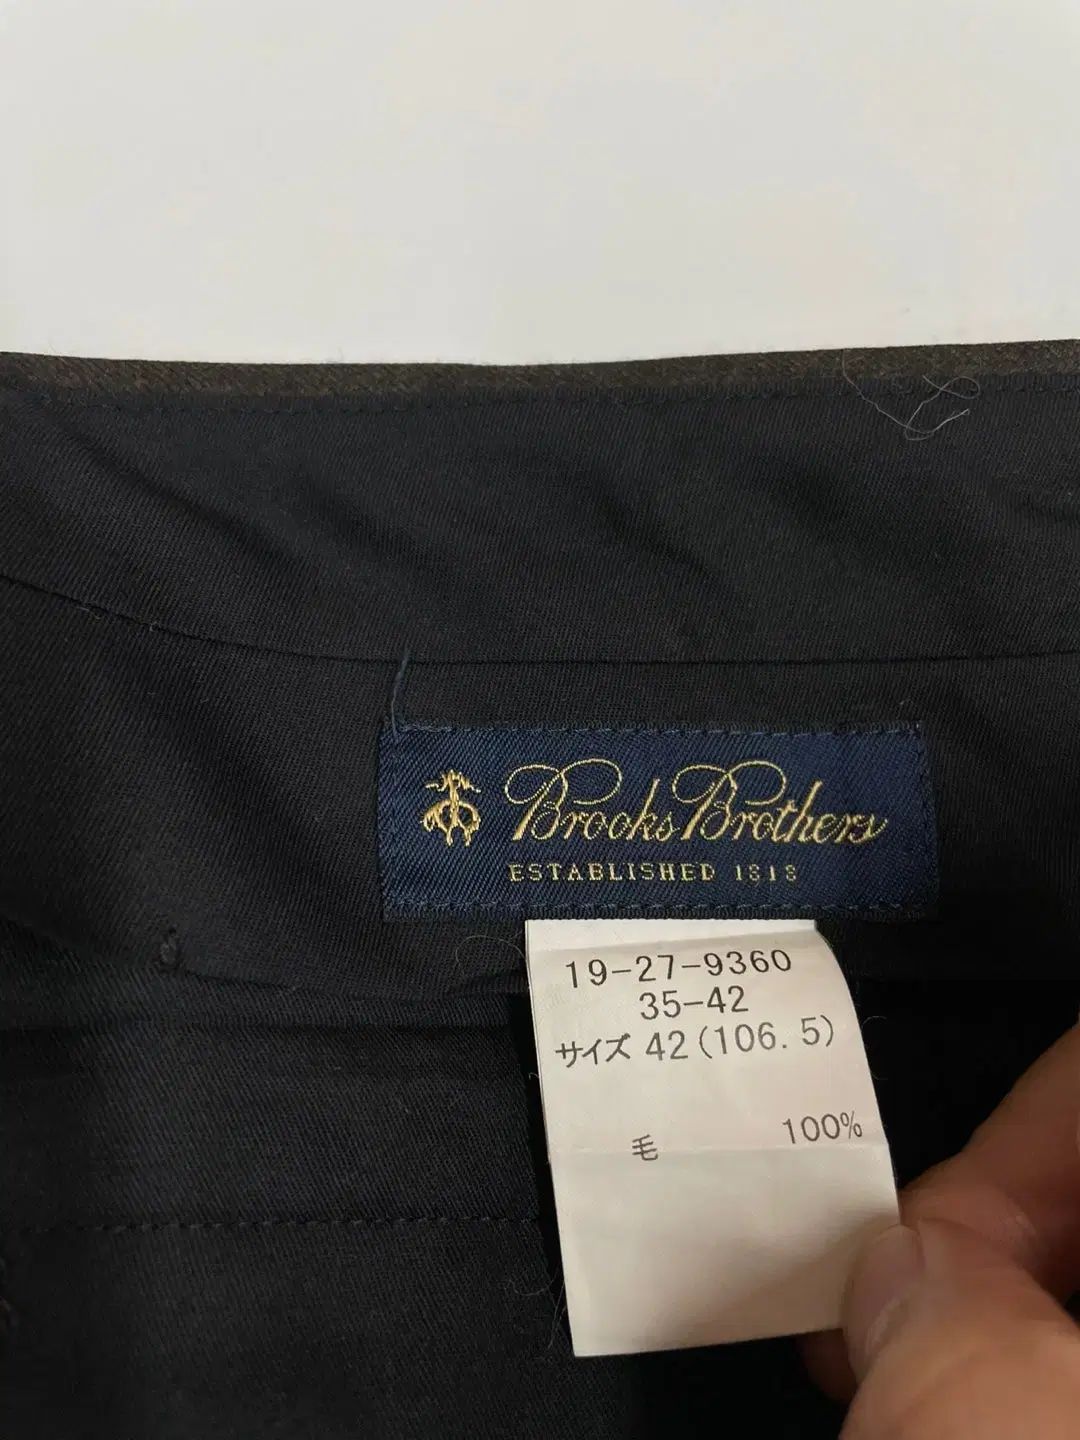 Brooks Brothers
ESTABLISHED 1818
19-27-9360
35-42
サイズ 42(106.5)
毛 100%